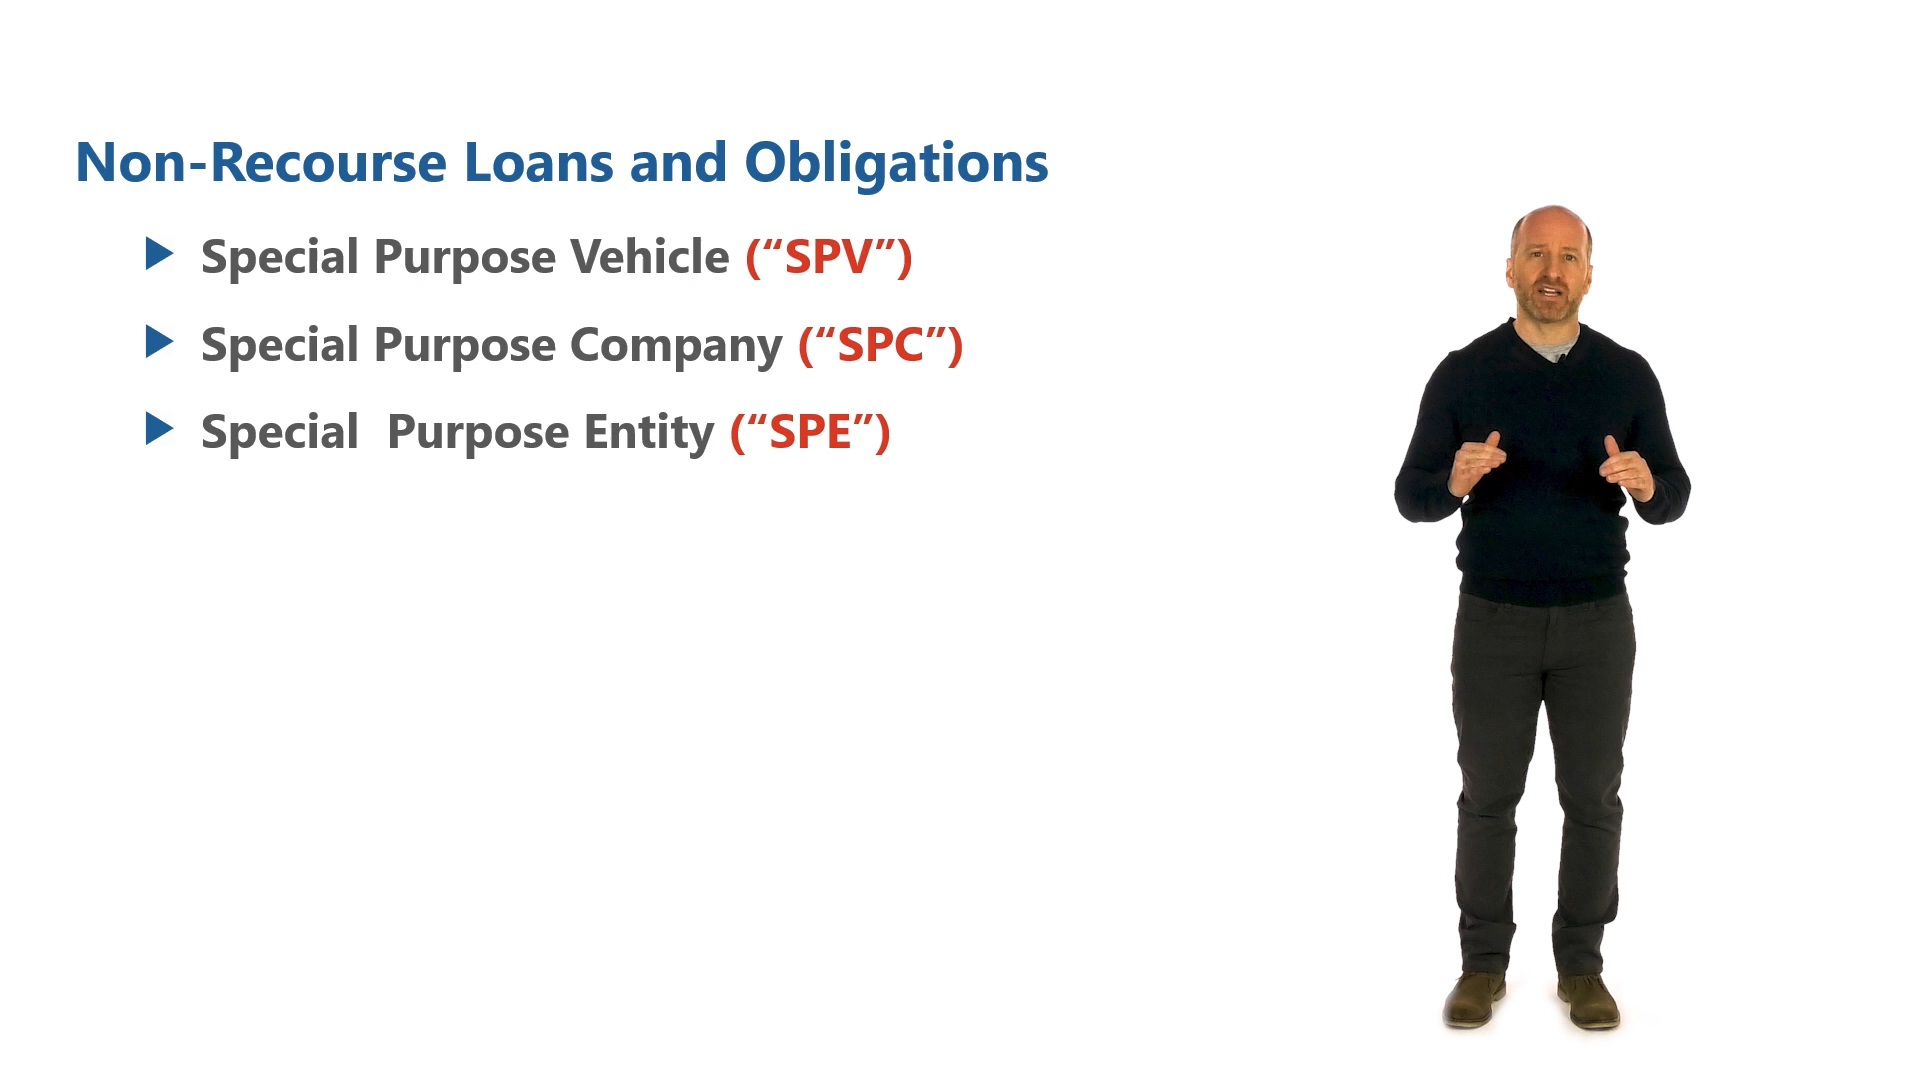 Non-Recourse Loans and Obligations
Special Purpose Vehicle (“SPV”)
Special Purpose Company (“SPC”)
Special  Purpose Entity (“SPE”)